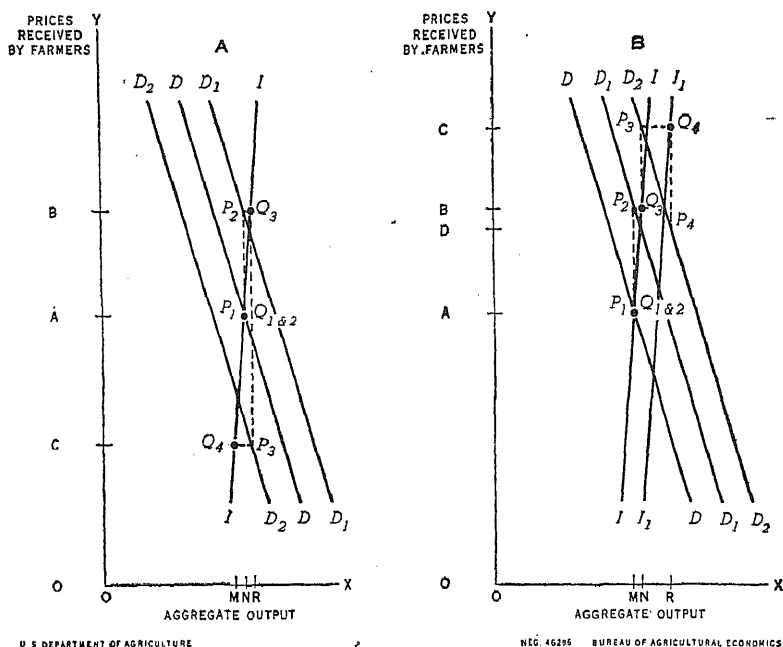 PRICES RECEIVED BY FARMERS
Y
A
D₂ D D₁ I
B
P₂ Q₃
A
P₁ Q₁ & ₂
C
Q₄ P₃
I D₂ D D₁
O
O
M N R
X
AGGREGATE OUTPUT
PRICES RECEIVED BY FARMERS
Y
B
D D₁ D₂ I I₁
C
P₃ Q₄
B
P₂ Q₃
D
P₄
A
P₁ Q₁ & ₂
I I₁ D D₁ D₂
O
O
M N R
X
AGGREGATE OUTPUT
U S DEPARTMENT OF AGRICULTURE
NEG. 46296 BUREAU OF AGRICULTURAL ECONOMICS